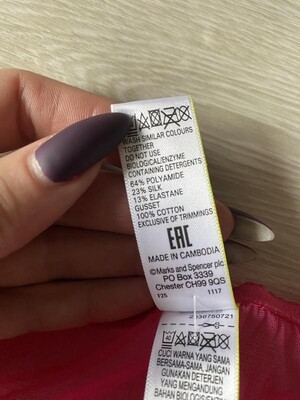 WASH SIMILAR COLOURS
TOGETHER
DO NOT USE
BIOLOGICAL/ENZYME
CONTAINING DETERGENTS
64% POLYAMIDE
23% SILK
13% ELASTANE
GUSSET
100% COTTON
EXCLUSIVE OF TRIMMINGS
EAC
MADE IN CAMBODIA
©Marks and Spencer plc
PO Box 3339
Chester CH99 9QS
F25 1117
CUCI WARNA YANG SAMA
BERSAMA-SAMA, JANGAN
GUNAKAN DETERJEN
YANG MENGANDUNG